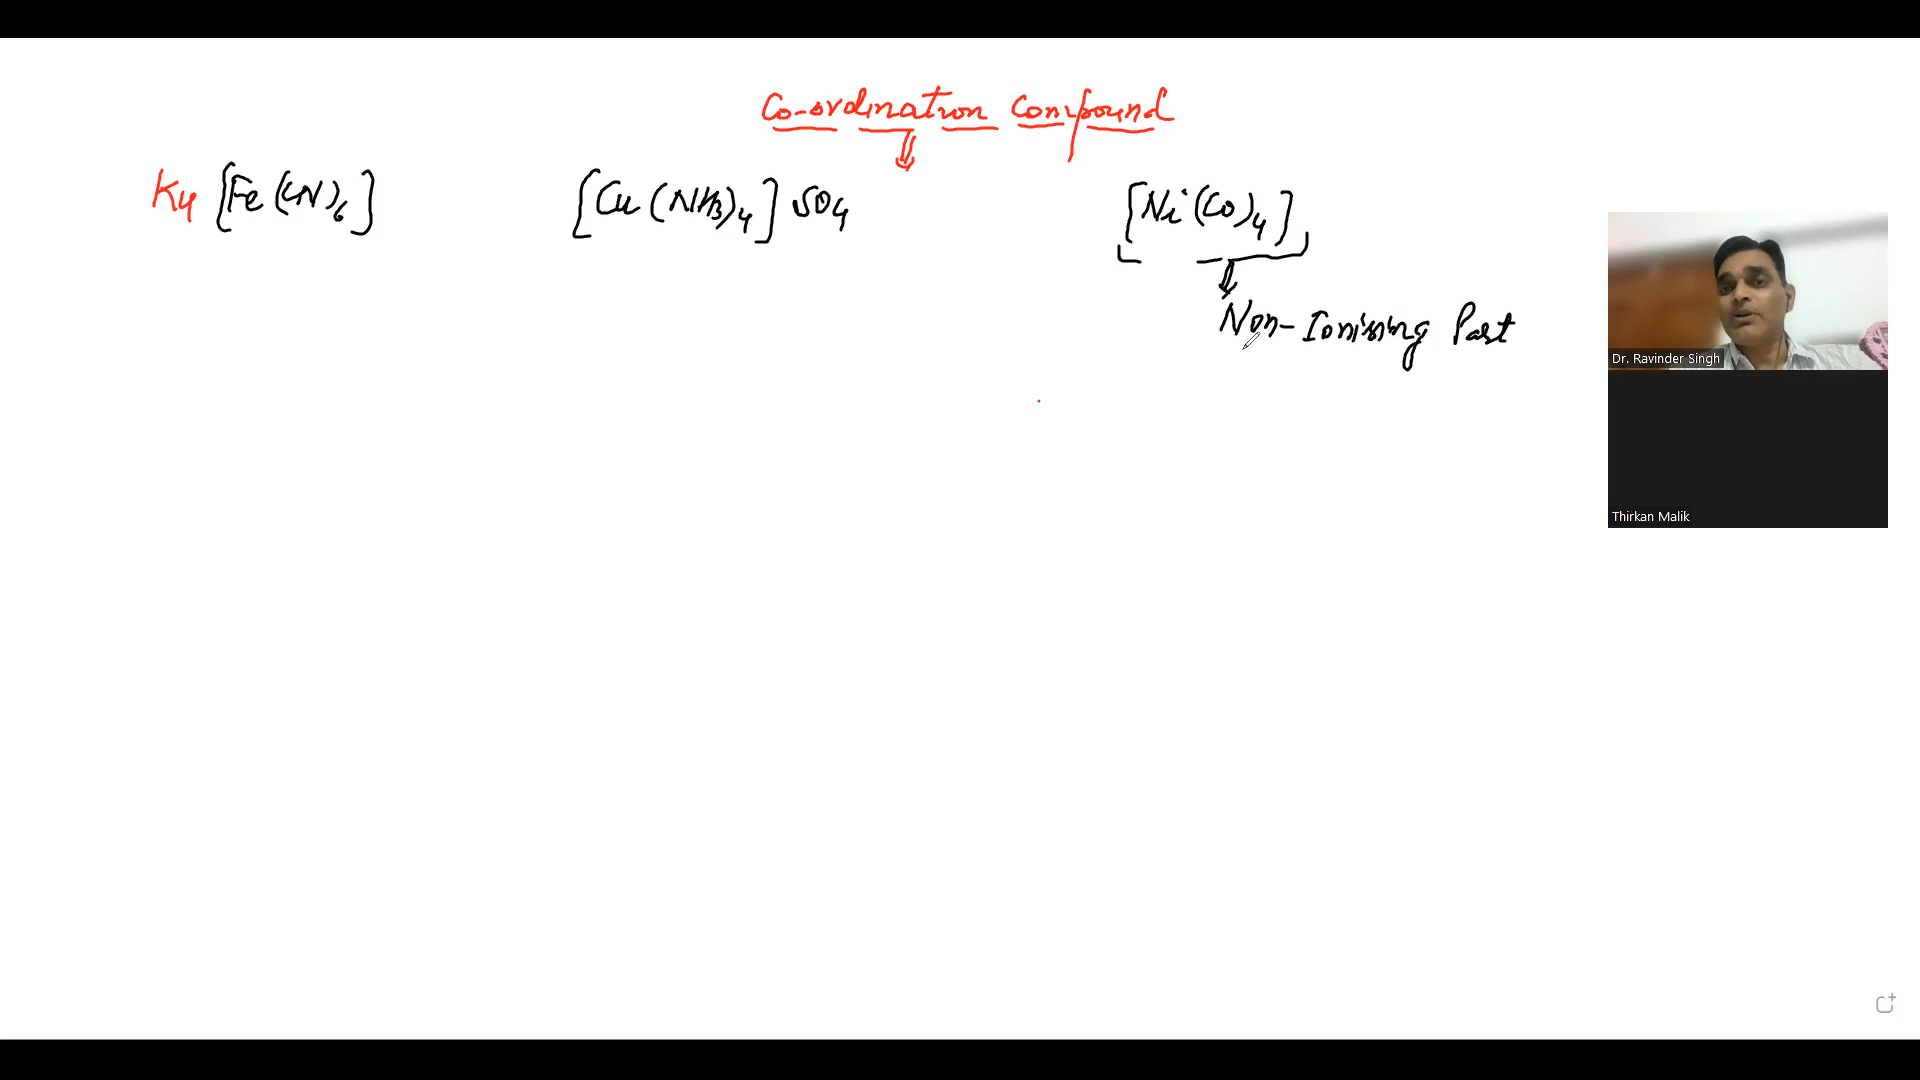 Co-ordination Compound
K4 [Fe(CN)6] [Cu(NH3)4] SO4 [Ni(CO)4]
Non-Ionising Part
Dr. Ravinder Singh
Thirkan Malik